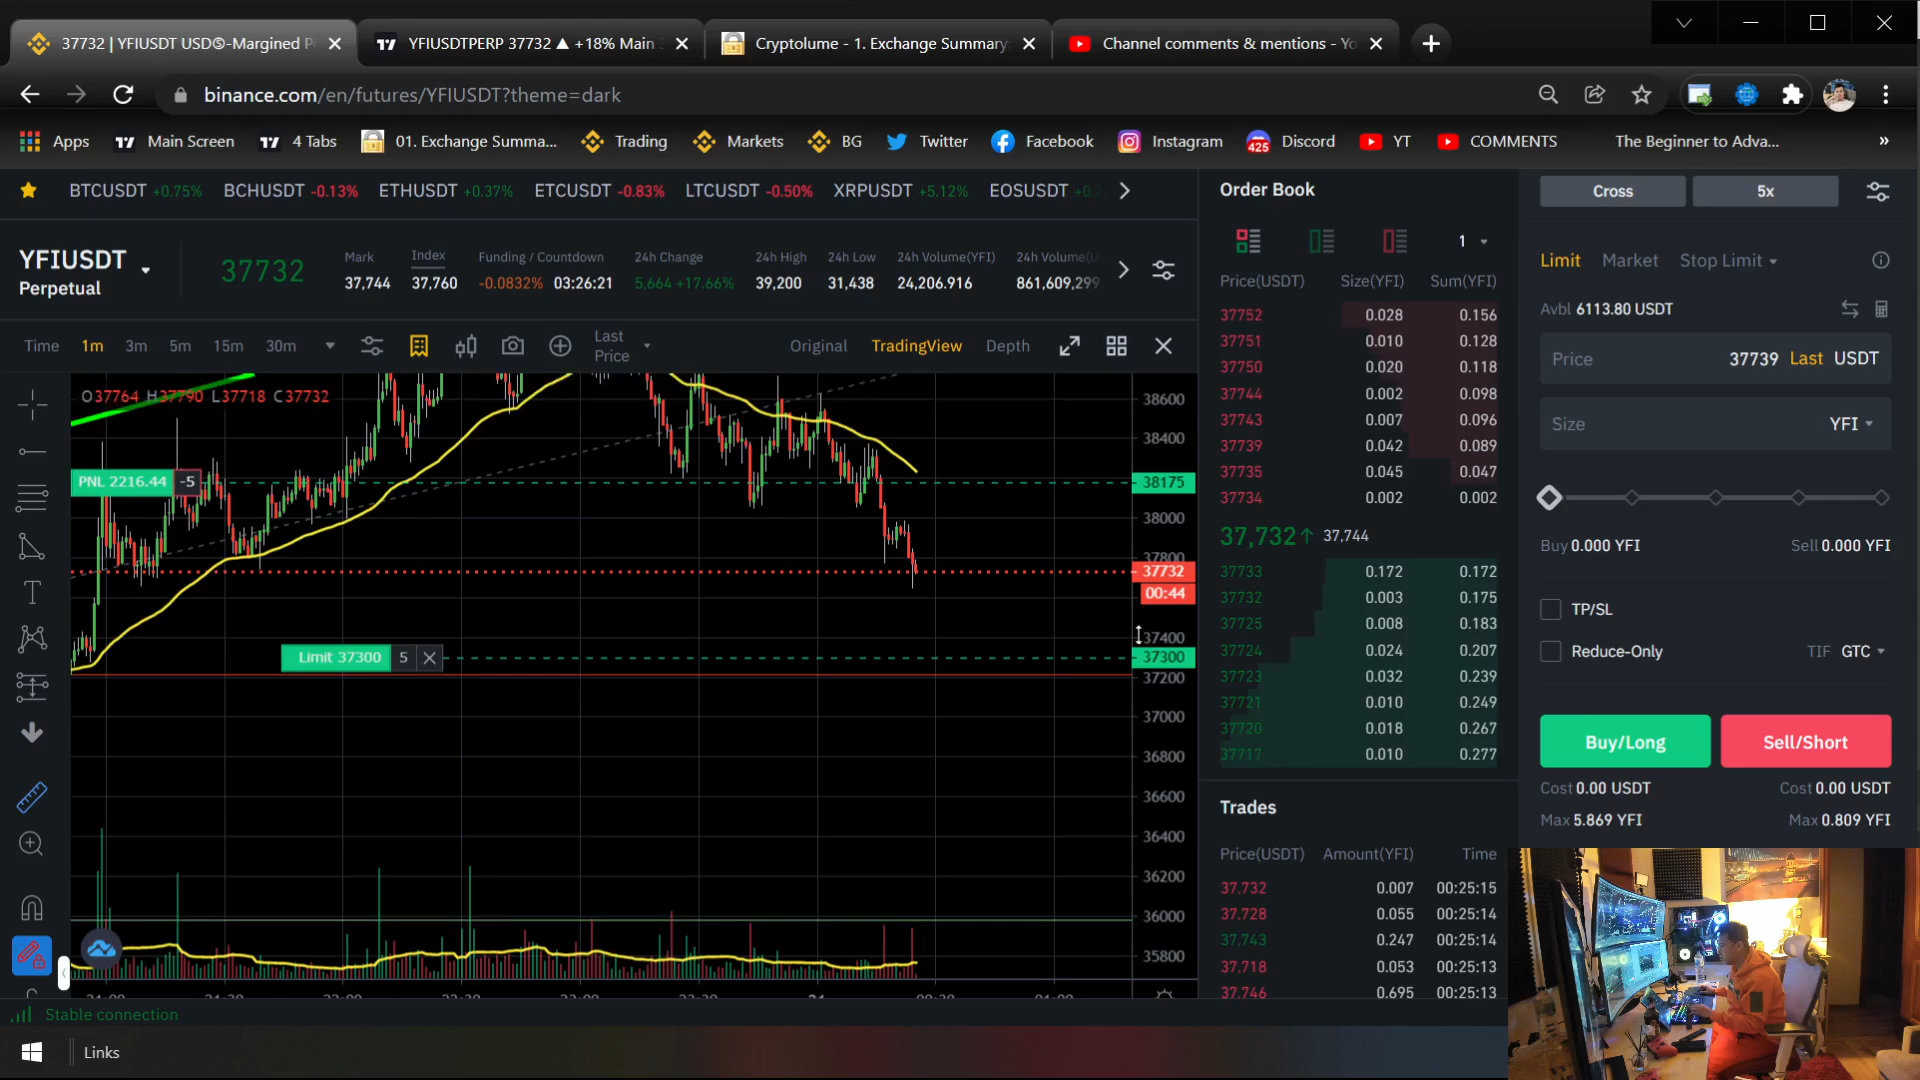 37732 | YFIUSDT USDⓈ-Margined P
YFIUSDTPERP 37732 ▲ +18% Main
Cryptolume - 1. Exchange Summary
Channel comments & mentions - Yo
binance.com/en/futures/YFIUSDT?theme=dark
Apps
Main Screen
4 Tabs
01. Exchange Summa...
Trading
Markets
BG
Twitter
Facebook
Instagram
425
Discord
YT
COMMENTS
The Beginner to Adva...
»
BTCUSDT +0.75% BCHUSDT -0.13% ETHUSDT +0.37% ETCUSDT -0.83% LTCUSDT -0.50% XRPUSDT +5.12% EOSUSDT +0.2
YFIUSDT
Perpetual
37732
Mark
37,744
Index
37,760
Funding / Countdown
-0.0832% 03:26:21
24h Change
5,664 +17.66%
24h High
39,200
24h Low
31,438
24h Volume(YFI)
24,206.916
24h Volume(U
861,609,299
Time 1m 3m 5m 15m 30m
Last
Price
Original TradingView Depth
O37764 H37790 L37718 C37732
PNL 2216.44 -5
Limit 37300 5
38600
38400
38175
38000
37800
37732
00:44
37400
37300
37200
37000
36800
36600
36400
36200
36000
35800
Stable connection
Links
Order Book
1
Price(USDT) Size(YFI) Sum(YFI)
37752 0.028 0.156
37751 0.010 0.128
37750 0.020 0.118
37744 0.002 0.098
37743 0.007 0.096
37739 0.042 0.089
37735 0.045 0.047
37734 0.002 0.002
37,732↑ 37,744
37733 0.172 0.172
37732 0.003 0.175
37725 0.008 0.183
37724 0.024 0.207
37723 0.032 0.239
37721 0.010 0.249
37720 0.018 0.267
37717 0.010 0.277
Trades
Price(USDT) Amount(YFI) Time
37,732 0.007 00:25:15
37,728 0.055 00:25:14
37,743 0.247 00:25:14
37,718 0.053 00:25:13
37,746 0.695 00:25:13
Cross 5x
Limit Market Stop Limit
Avbl 6113.80 USDT
Price 37739 Last USDT
Size YFI
Buy 0.000 YFI Sell 0.000 YFI
TP/SL
Reduce-Only TIF GTC
Buy/Long Sell/Short
Cost 0.00 USDT Cost 0.00 USDT
Max 5.869 YFI Max 0.809 YFI